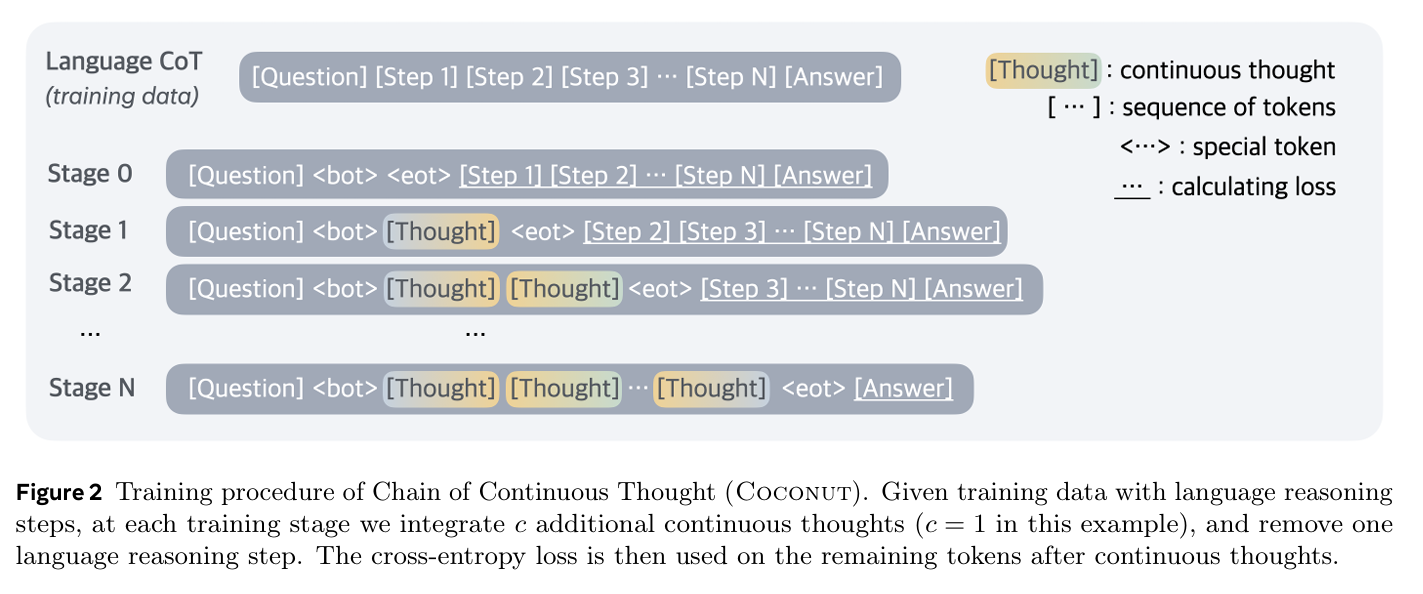 Language CoT
(training data)
[Question] [Step 1] [Step 2] [Step 3] ··· [Step N] [Answer]
[Thought] : continuous thought
[ ··· ] : sequence of tokens
<···> : special token
... : calculating loss
Stage 0
[Question] <bot> <eot> [Step 1] [Step 2] ··· [Step N] [Answer]
Stage 1
[Question] <bot> [Thought] <eot> [Step 2] [Step 3] ··· [Step N] [Answer]
Stage 2
[Question] <bot> [Thought] [Thought] <eot> [Step 3] ··· [Step N] [Answer]
... ...
Stage N
[Question] <bot> [Thought] [Thought] ··· [Thought] <eot> [Answer]
Figure 2 Training procedure of Chain of Continuous Thought (COCONUT). Given training data with language reasoning
steps, at each training stage we integrate c additional continuous thoughts (c = 1 in this example), and remove one
language reasoning step. The cross-entropy loss is then used on the remaining tokens after continuous thoughts.